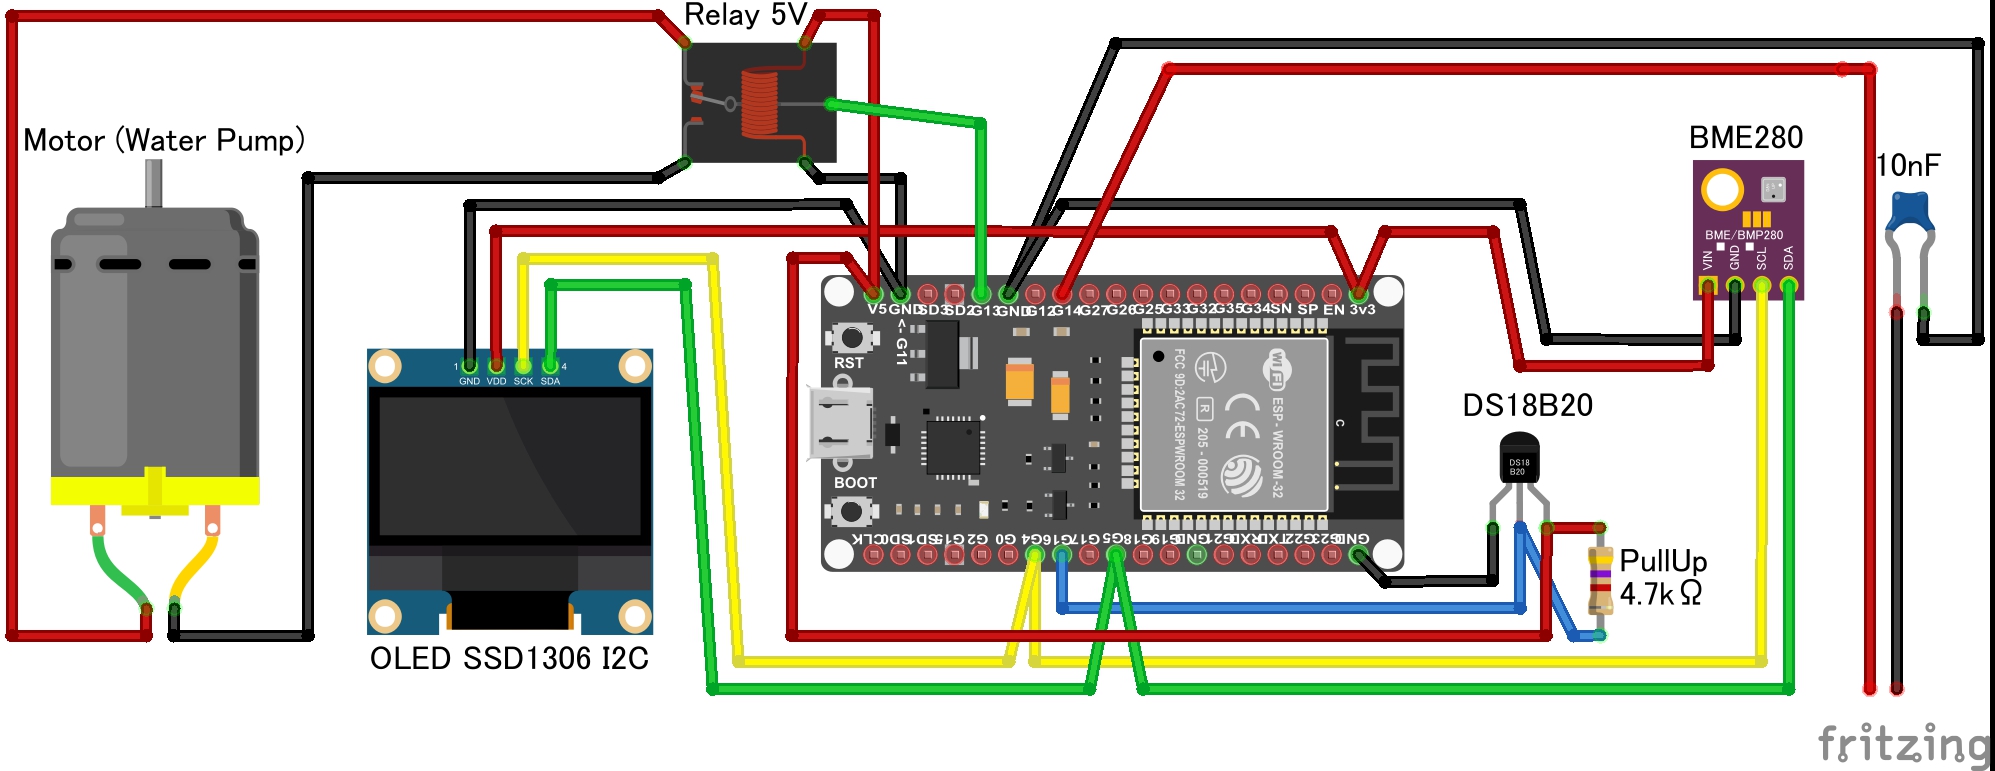 Relay 5V
Motor (Water Pump)
BME280
10nF
BME/BMP280
VIN
GND
SCL
SDA
V5
GND
SD3
SD2
G13
GND
G12
G14
G27
G26
G25
G33
G32
G35
G34
SN
SP
EN
3v3
<- G11
RST
BOOT
WiFi
ESP - WROOM-32
CE
R
205 - 000519
FCC 9D:2AC72-ESPWROOM 32
C
1
GND
VDD
SCK
SDA
4
DS18B20
DS18
B20
CLK
SD0
SD1
G15
G2
G0
G4
G16
G17
G5
G18
G19
GND
G21
RXD
TXD
G22
G23
GND
PullUp
4.7kΩ
OLED SSD1306 I2C
fritzing